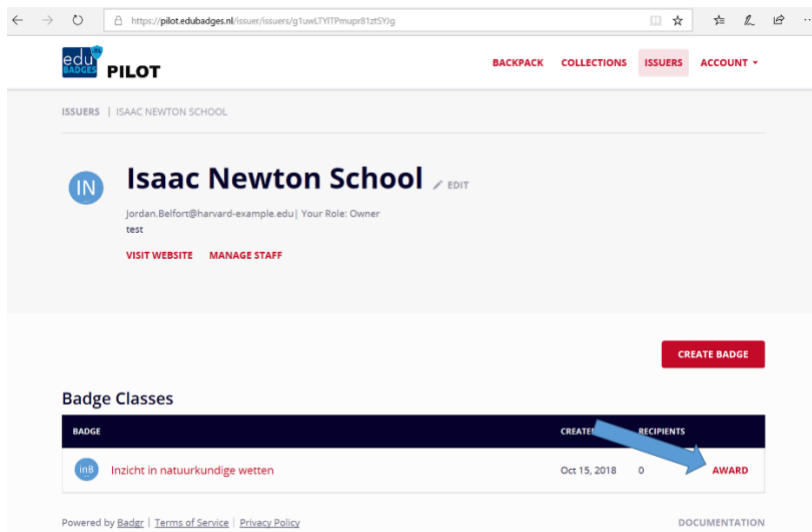 https://pilot.edubadges.nl/issuer/issuers/g1uwLTYlTPmupr81ztSYJg
edu BADGES .NL PILOT
BACKPACK COLLECTIONS ISSUERS ACCOUNT
ISSUERS | ISAAC NEWTON SCHOOL
IN Isaac Newton School EDIT
Jordan.Belfort@harvard-example.edu| Your Role: Owner
test
VISIT WEBSITE MANAGE STAFF
CREATE BADGE
Badge Classes
BADGE CREATE RECIPIENTS
inB Inzicht in natuurkundige wetten Oct 15, 2018 0 AWARD
Powered by Badgr | Terms of Service | Privacy Policy DOCUMENTATION